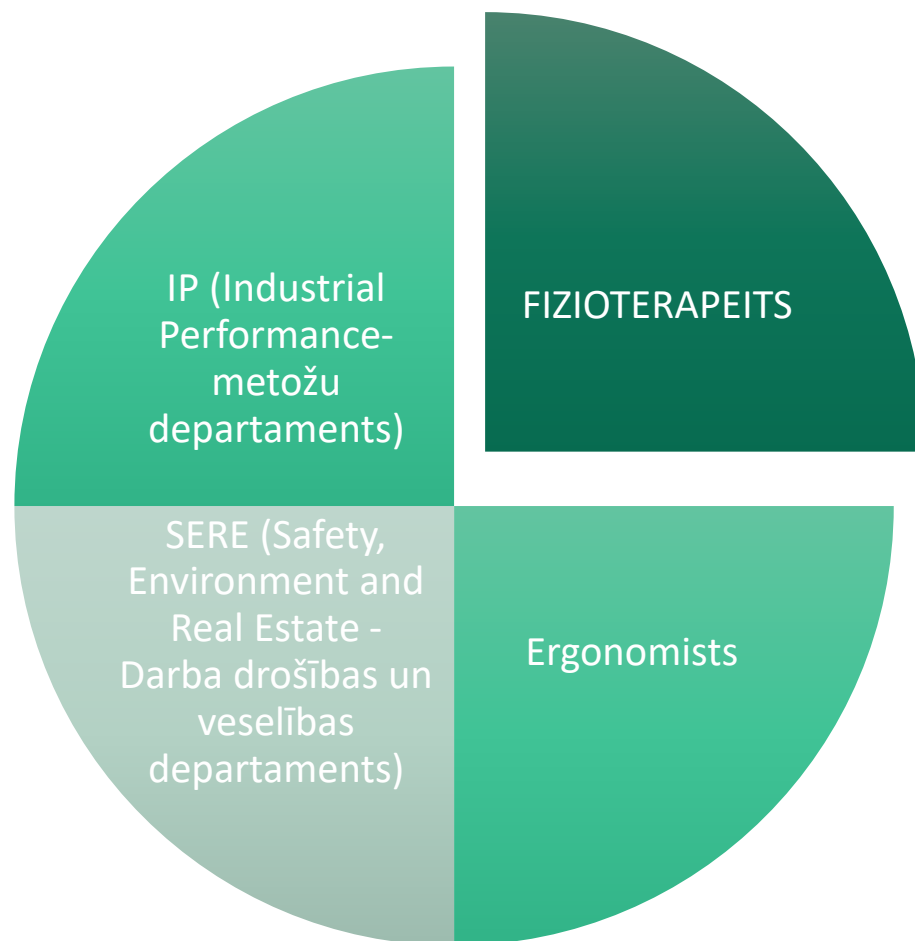 IP (Industrial
Performance-
metožu
departaments)
FIZIOTERAPEITS
SERE (Safety,
Environment and
Real Estate -
Darba drošības un
veselības
departaments)
Ergonomists